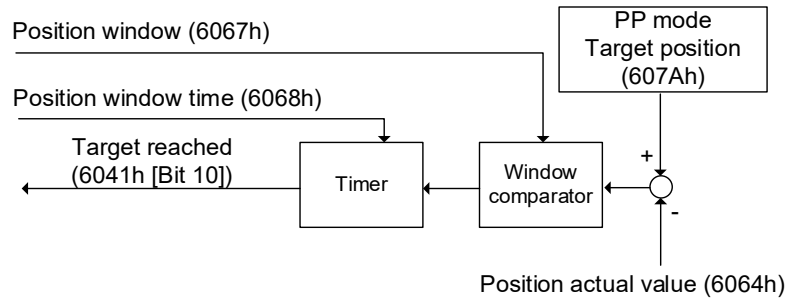 Position window (6067h)
PP mode
Target position
(607Ah)
Position window time (6068h)
Target reached
(6041h [Bit 10])
Timer
Window
comparator
+
-
Position actual value (6064h)